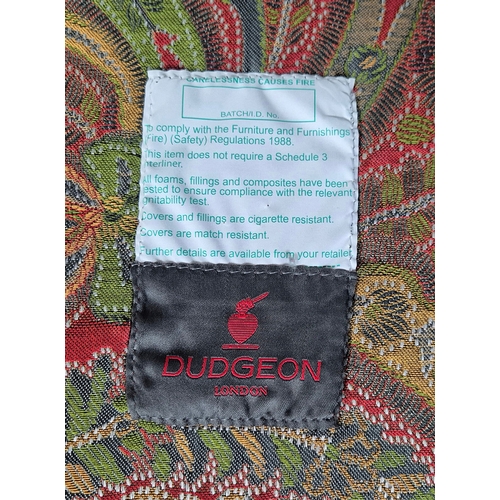 CARELESSNESS CAUSES FIRE
BATCH/I.D. No.
To comply with the Furniture and Furnishings
(Fire) (Safety) Regulations 1988.
This item does not require a Schedule 3
interliner.
All foams, fillings and composites have been
tested to ensure compliance with the relevant
ignitability test.
Covers and fillings are cigarette resistant.
Covers are match resistant.
Further details are available from your retailer
DUDGEON
LONDON